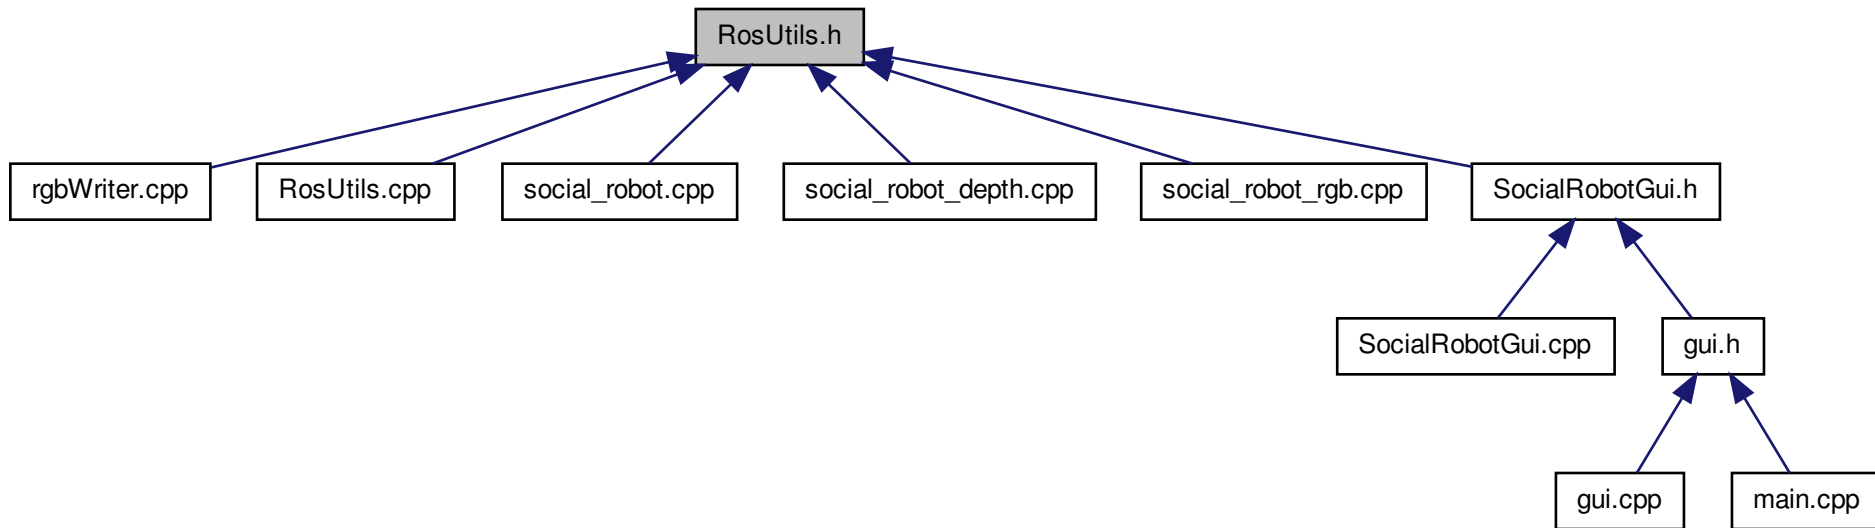 RosUtils.h
rgbWriter.cpp
RosUtils.cpp
social_robot.cpp
social_robot_depth.cpp
social_robot_rgb.cpp
SocialRobotGui.h
SocialRobotGui.cpp
gui.h
gui.cpp
main.cpp